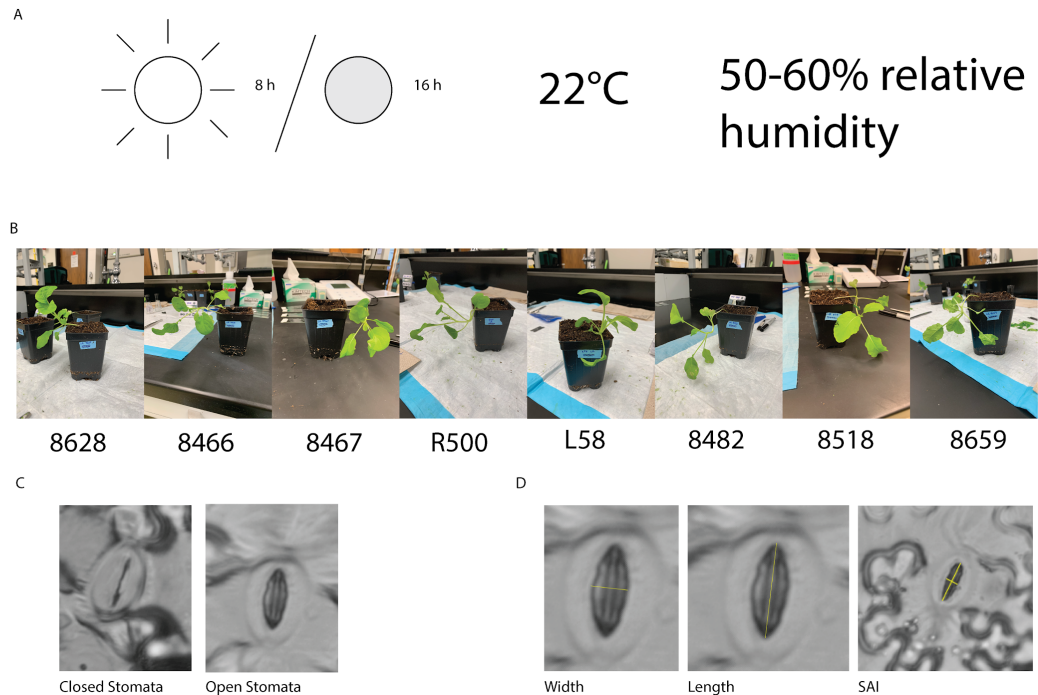 A
8 h
16 h
22°C
50-60% relative
humidity
B
8628
8466
8467
R500
L58
8482
8518
8659
C
D
Closed Stomata
Open Stomata
Width
Length
SAI